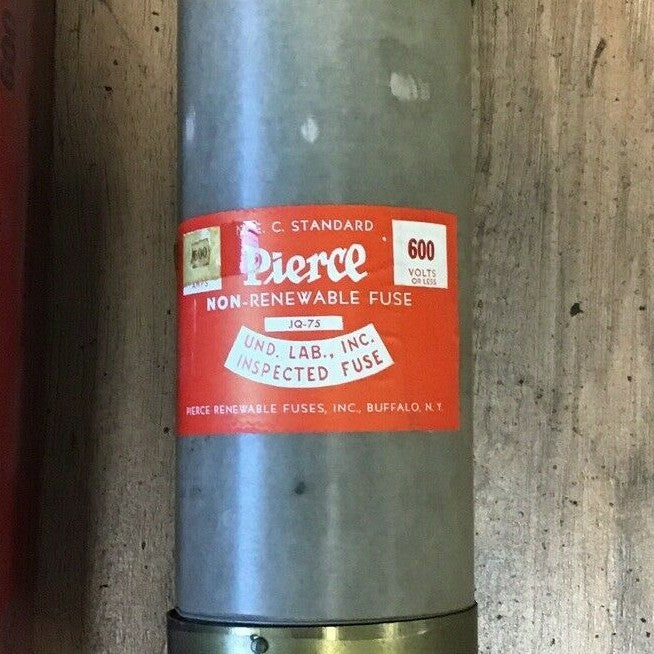 E. C. STANDARD
Pierce
600
VOLTS
OR LESS
AMPS
NON-RENEWABLE FUSE
JQ-75
UND. LAB., INC.
INSPECTED FUSE
PIERCE RENEWABLE FUSES, INC., BUFFALO, N.Y.